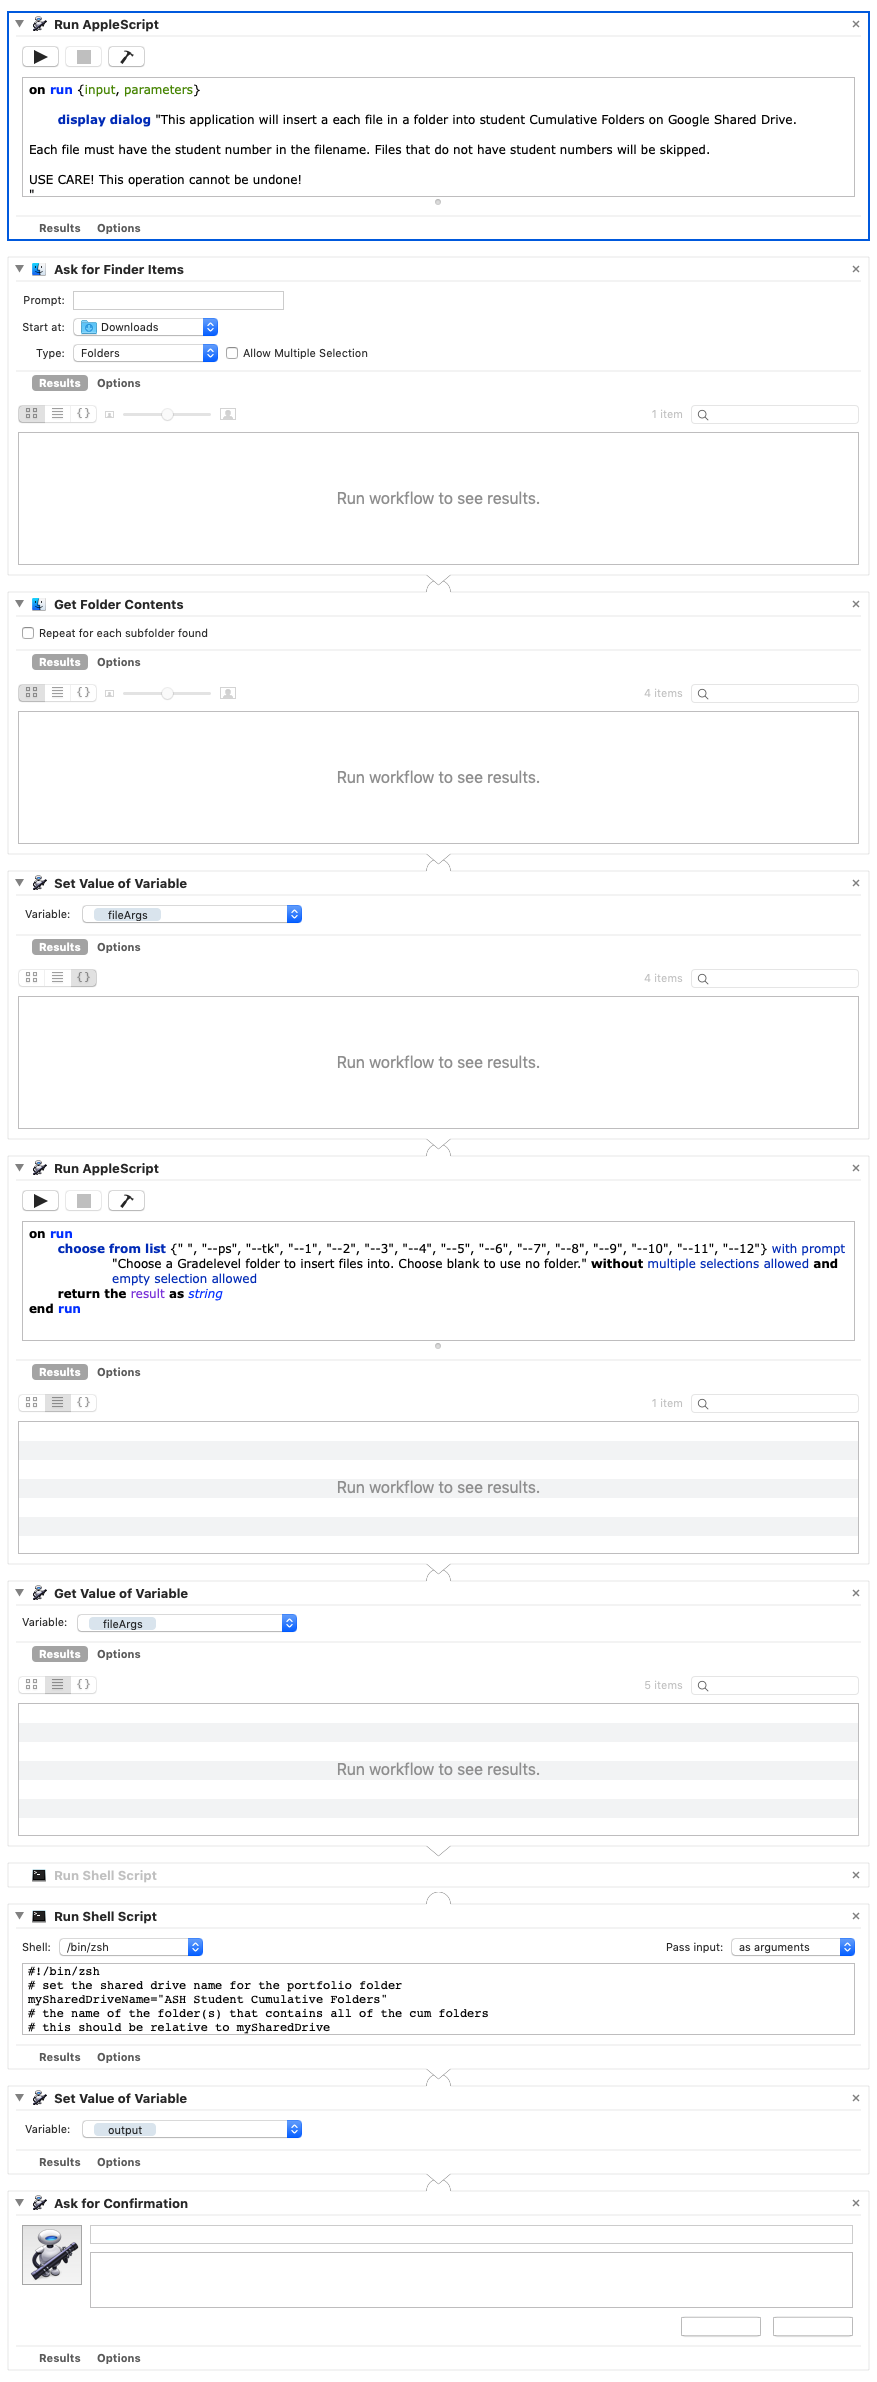 Run AppleScript
on run {input, parameters}
display dialog "This application will insert a each file in a folder into student Cumulative Folders on Google Shared Drive.
Each file must have the student number in the filename. Files that do not have student numbers will be skipped.
USE CARE! This operation cannot be undone!
"
Results Options
Ask for Finder Items
Prompt:
Start at: Downloads
Type: Folders Allow Multiple Selection
Results Options
1 item
Run workflow to see results.
Get Folder Contents
Repeat for each subfolder found
Results Options
4 items
Run workflow to see results.
Set Value of Variable
Variable: fileArgs
Results Options
4 items
Run workflow to see results.
Run AppleScript
on run
choose from list {" ", "--ps", "--tk", "--1", "--2", "--3", "--4", "--5", "--6", "--7", "--8", "--9", "--10", "--11", "--12"} with prompt
"Choose a Gradelevel folder to insert files into. Choose blank to use no folder." without multiple selections allowed and
empty selection allowed
return the result as string
end run
Results Options
1 item
Run workflow to see results.
Get Value of Variable
Variable: fileArgs
Results Options
5 items
Run workflow to see results.
Run Shell Script
Run Shell Script
Shell: /bin/zsh Pass input: as arguments
#!/bin/zsh
# set the shared drive name for the portfolio folder
mySharedDriveName="ASH Student Cumulative Folders"
# the name of the folder(s) that contains all of the cum folders
# this should be relative to mySharedDrive
Results Options
Set Value of Variable
Variable: output
Results Options
Ask for Confirmation
Results Options